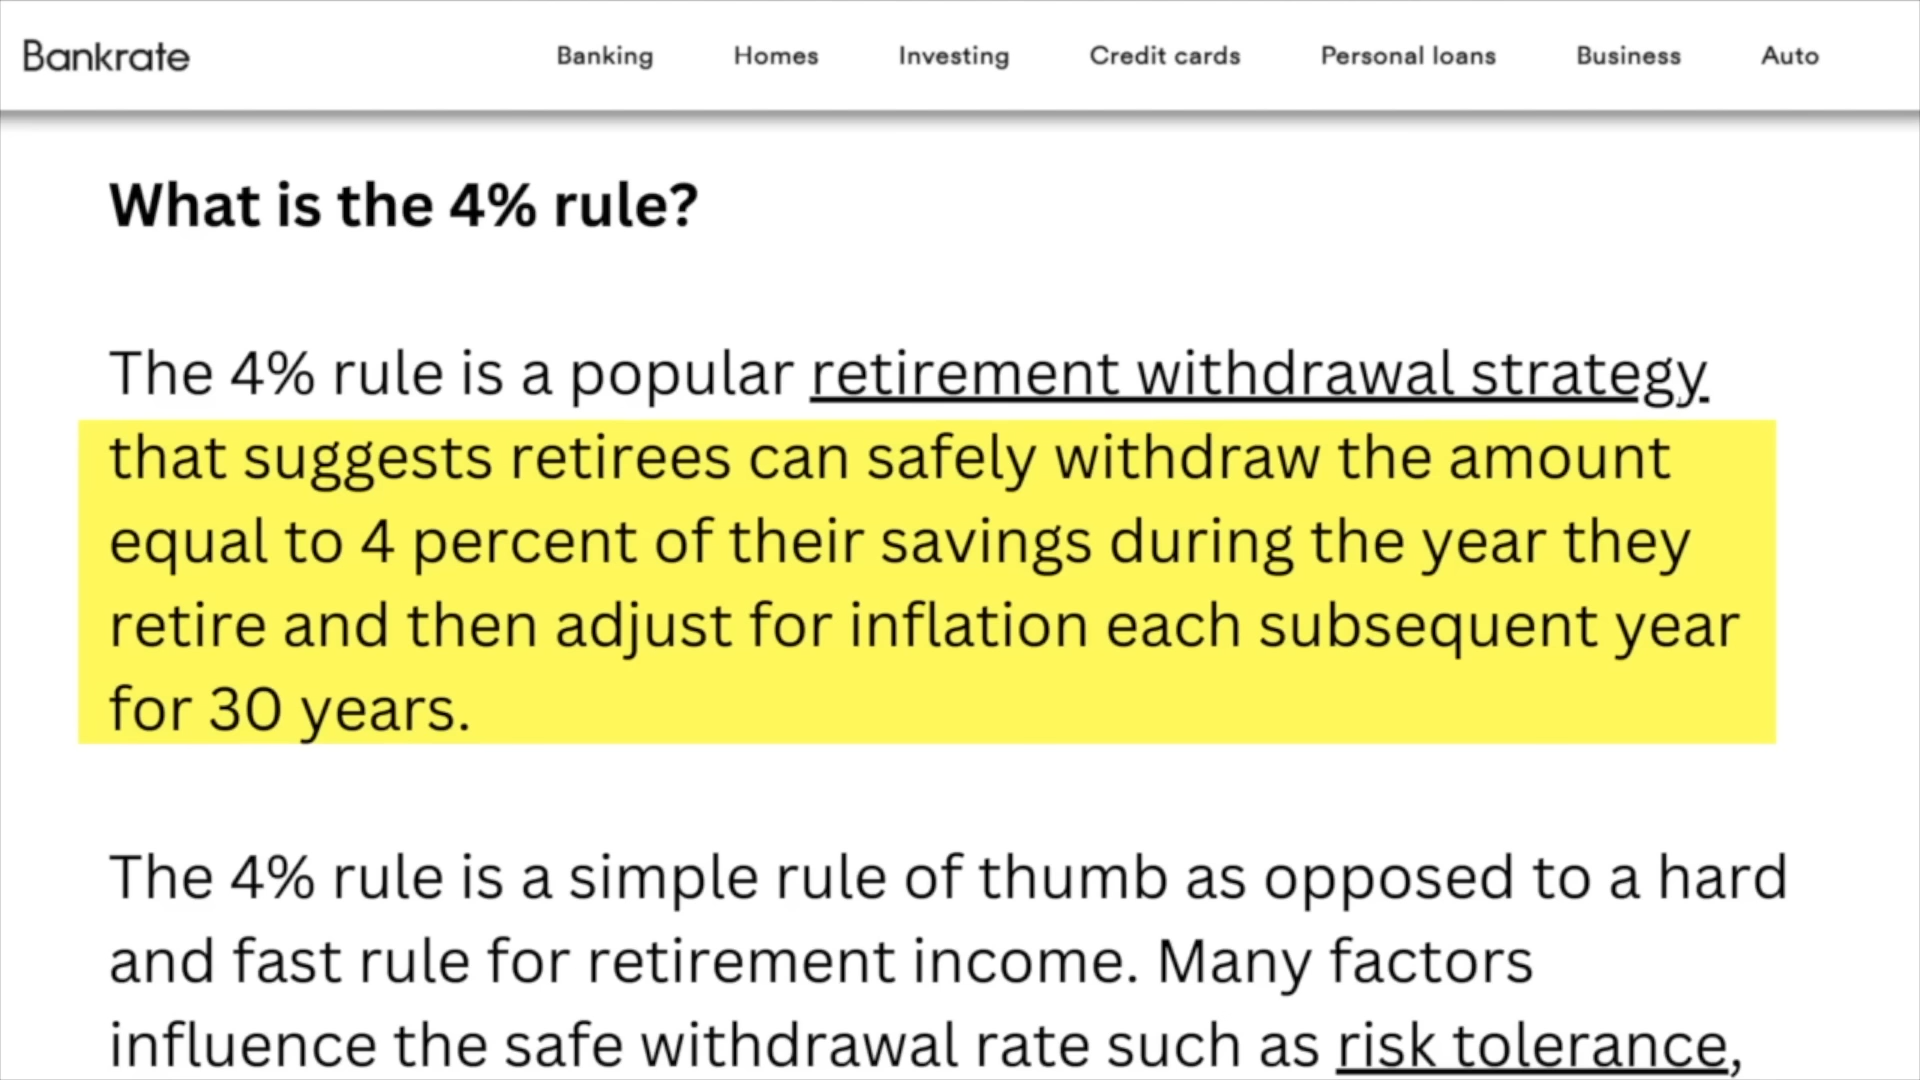 Bankrate
Banking Homes Investing Credit cards Personal loans Business Auto
What is the 4% rule?
The 4% rule is a popular retirement withdrawal strategy
that suggests retirees can safely withdraw the amount
equal to 4 percent of their savings during the year they
retire and then adjust for inflation each subsequent year
for 30 years.
The 4% rule is a simple rule of thumb as opposed to a hard
and fast rule for retirement income. Many factors
influence the safe withdrawal rate such as risk tolerance,